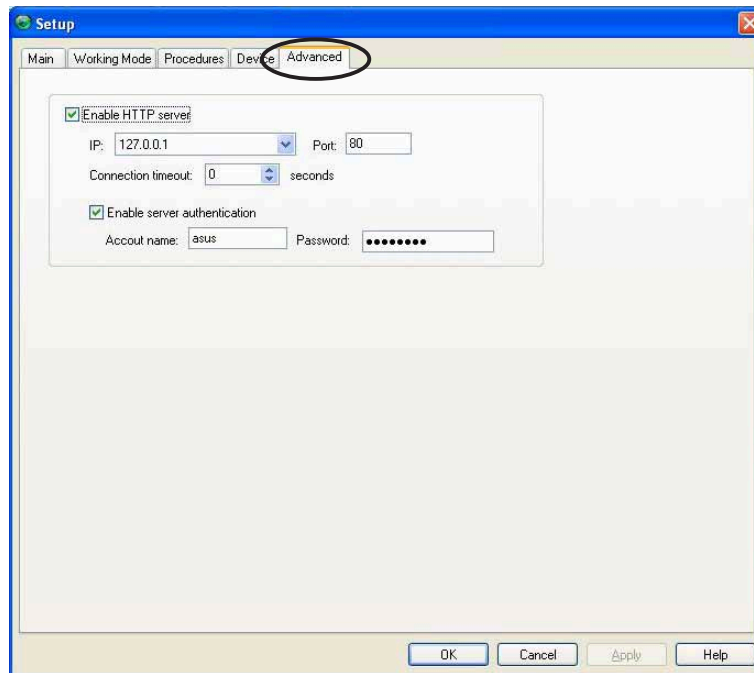 Setup
Main Working Mode Procedures Device Advanced
Enable HTTP server
IP: 127.0.0.1 Port: 80
Connection timeout: 0 seconds
Enable server authentication
Accout name: asus Password: ●●●●●●●●
OK Cancel Apply Help